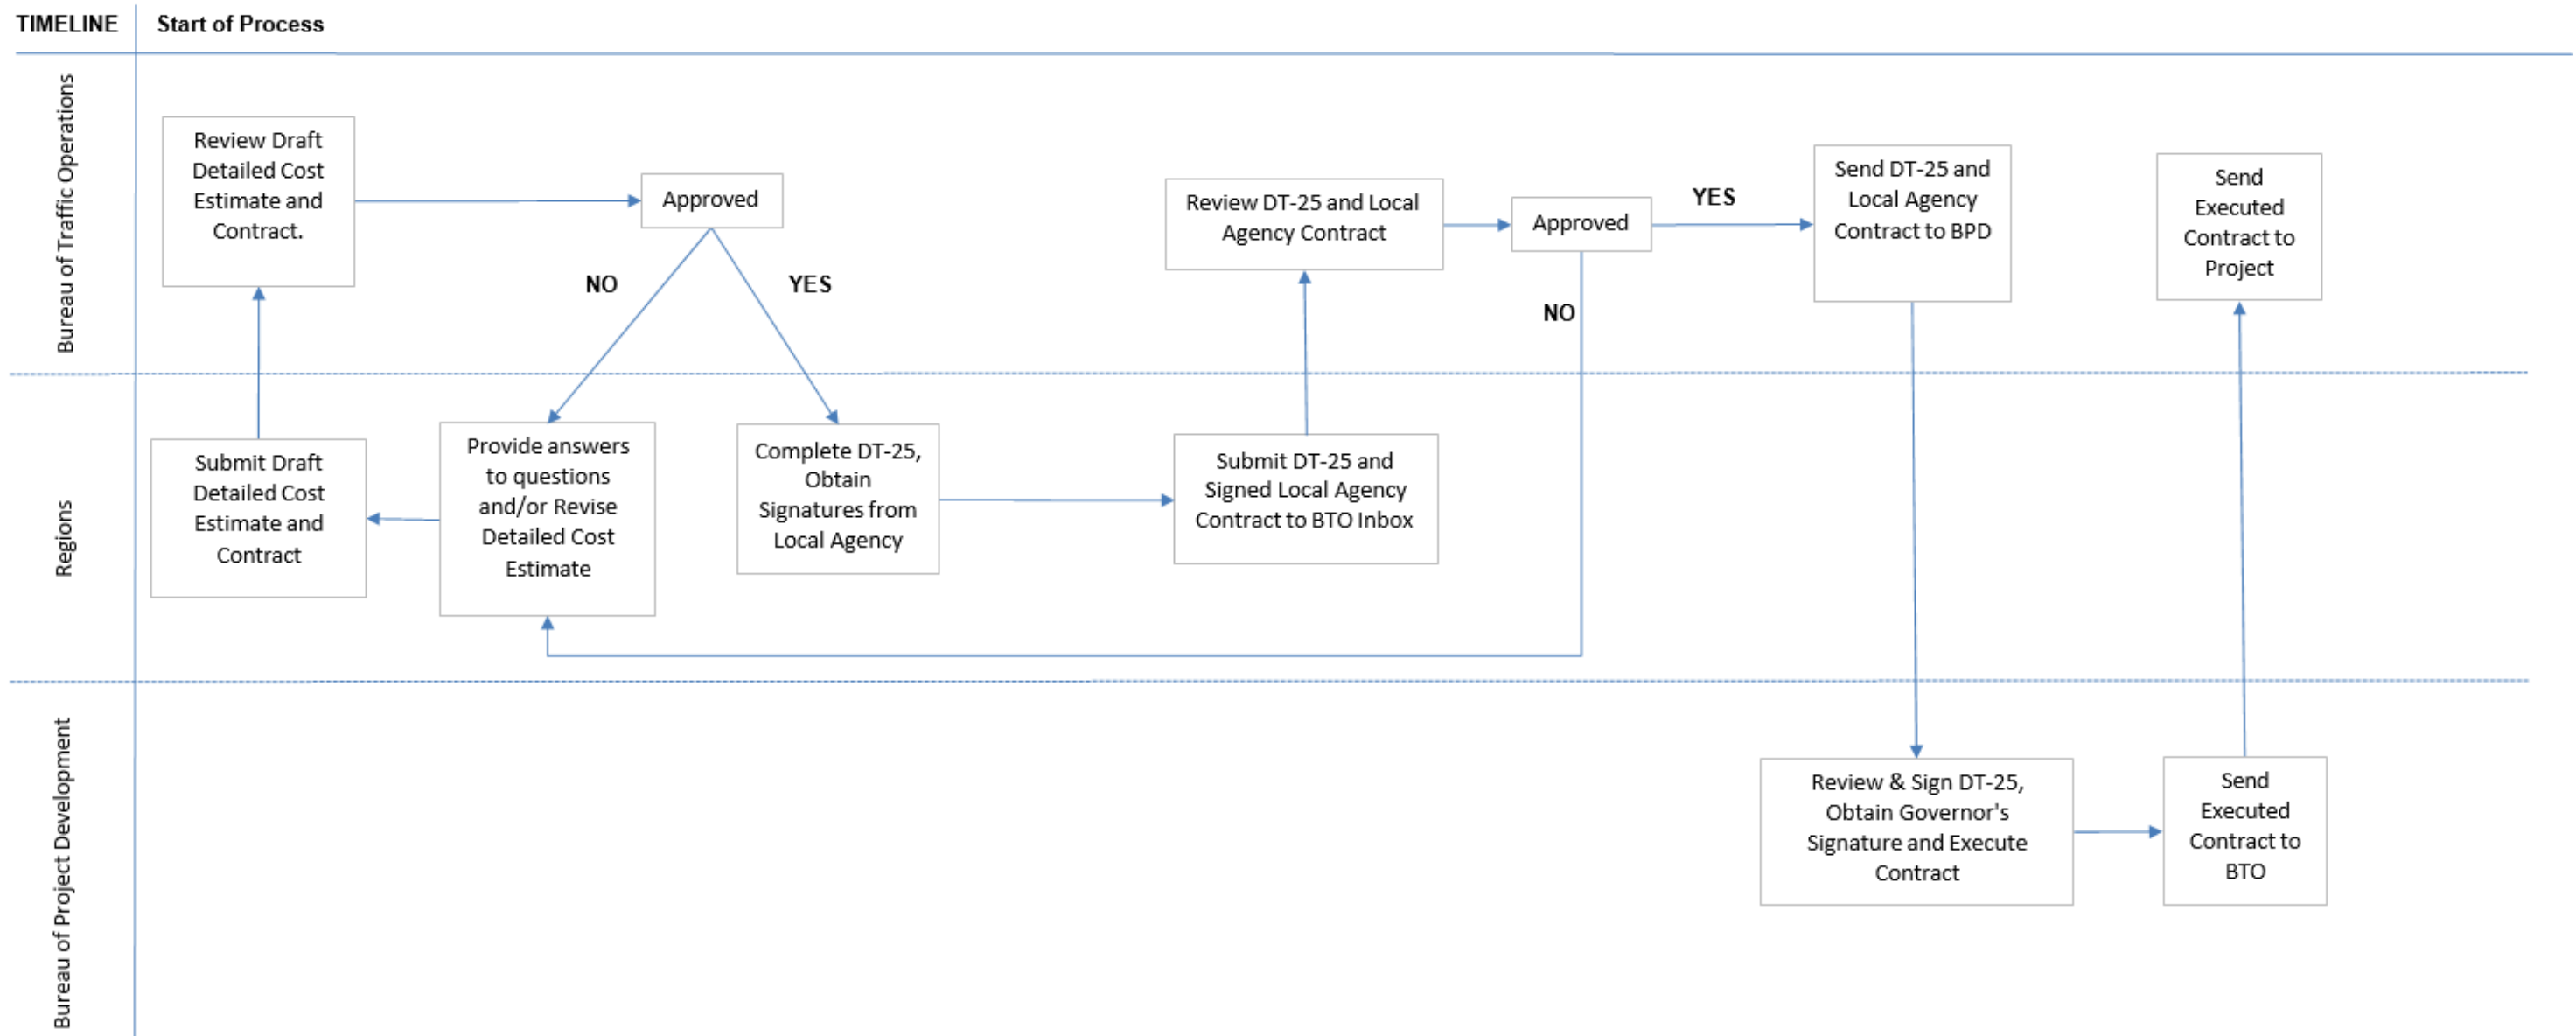 TIMELINE
Start of Process
Bureau of Traffic Operations
Review Draft
Detailed Cost
Estimate and
Contract.
Approved
NO
YES
Review DT-25 and Local
Agency Contract
Approved
YES
NO
Send DT-25 and
Local Agency
Contract to BPD
Send
Executed
Contract to
Project
Regions
Submit Draft
Detailed Cost
Estimate and
Contract
Provide answers
to questions
and/or Revise
Detailed Cost
Estimate
Complete DT-25,
Obtain
Signatures from
Local Agency
Submit DT-25 and
Signed Local Agency
Contract to BTO Inbox
Bureau of Project Development
Review & Sign DT-25,
Obtain Governor's
Signature and Execute
Contract
Send
Executed
Contract to
BTO